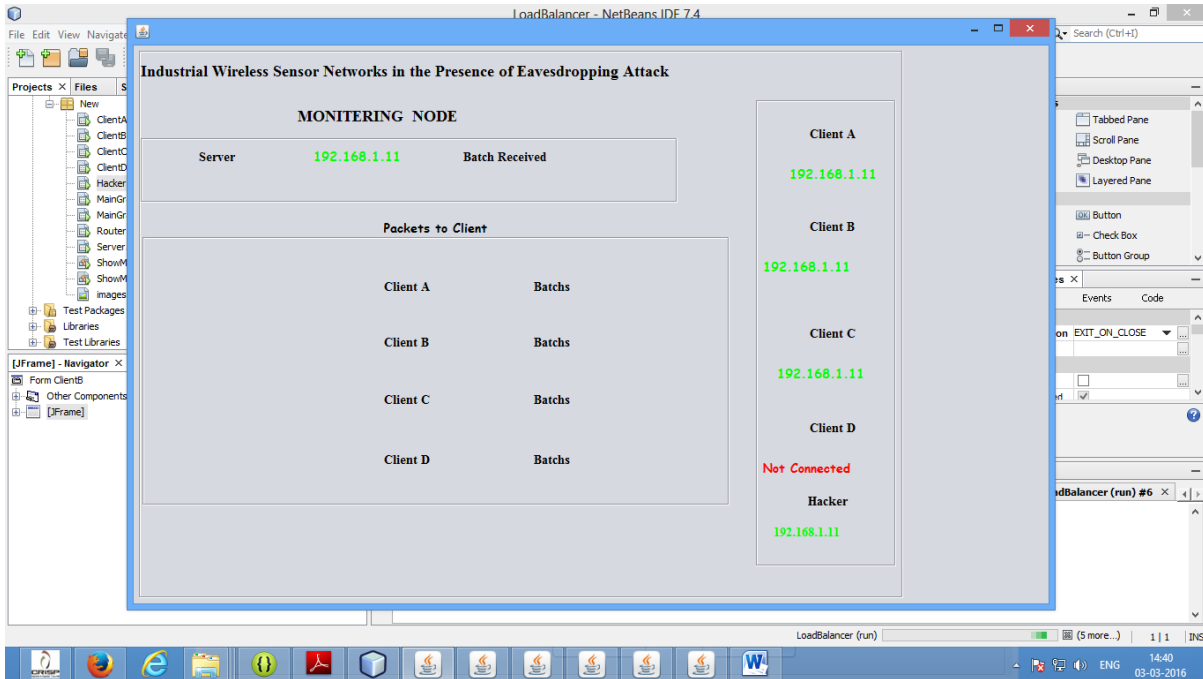 LoadBalancer - NetBeans IDE 7.4
File Edit View Navigate
Search (Ctrl+I)
Projects Files S
New
ClientA
ClientB
ClientC
ClientD
Hacker
MainGr
MainGr
Router
Server
ShowM
ShowM
images
Test Packages
Libraries
Test Libraries
[JFrame] - Navigator
Form ClientB
Other Components
[JFrame]
Industrial Wireless Sensor Networks in the Presence of Eavesdropping Attack
MONITERING NODE
Server 192.168.1.11 Batch Received
Packets to Client
Client A Batchs
Client B Batchs
Client C Batchs
Client D Batchs
Client A
192.168.1.11
Client B
192.168.1.11
Client C
192.168.1.11
Client D
Not Connected
Hacker
192.168.1.11
s
Tabbed Pane
Scroll Pane
Desktop Pane
Layered Pane
OK Button
Check Box
Button Group
es
Events Code
on EXIT_ON_CLOSE
ed
adBalancer (run) #6
LoadBalancer (run) (5 more...) 1 | 1 INS
CRISP
ENG 14:40
03-03-2016